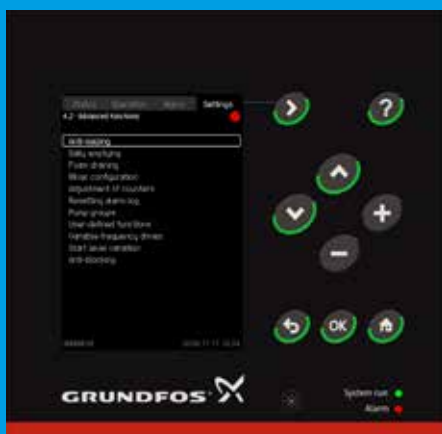 Status Operation Alarm Settings
4.2 - Advanced functions
Anti-seizing
Daily emptying
Foam draining
Mixer configuration
Adjustment of counters
Resetting alarm log
Pump groups
User-defined functions
Variable-frequency drives
Start level variation
Anti-blocking
?
+
−
OK
GRUNDFOS
System run
Alarm